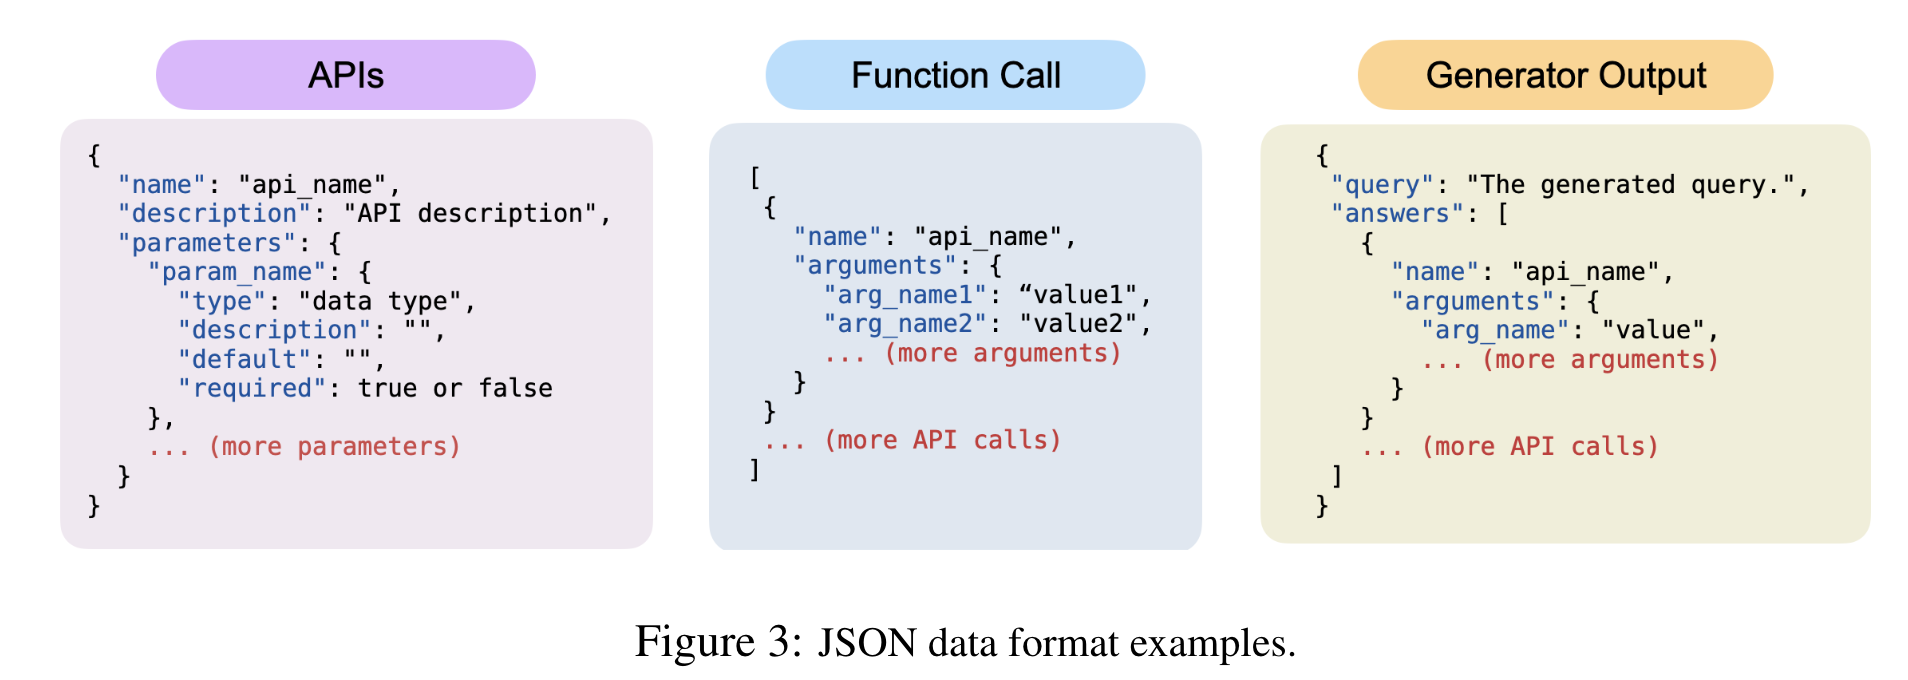 APIs
{
  "name": "api_name",
  "description": "API description",
  "parameters": {
    "param_name": {
      "type": "data type",
      "description": "",
      "default": "",
      "required": true or false
    },
    ... (more parameters)
  }
}
Function Call
[
 {
   "name": "api_name",
   "arguments": {
     "arg_name1": “value1",
     "arg_name2": "value2",
     ... (more arguments)
   }
 }
 ... (more API calls)
]
Generator Output
{
 "query": "The generated query.",
 "answers": [
   {
     "name": "api_name",
     "arguments": {
       "arg_name": "value",
       ... (more arguments)
     }
   }
   ... (more API calls)
 ]
}
Figure 3: JSON data format examples.